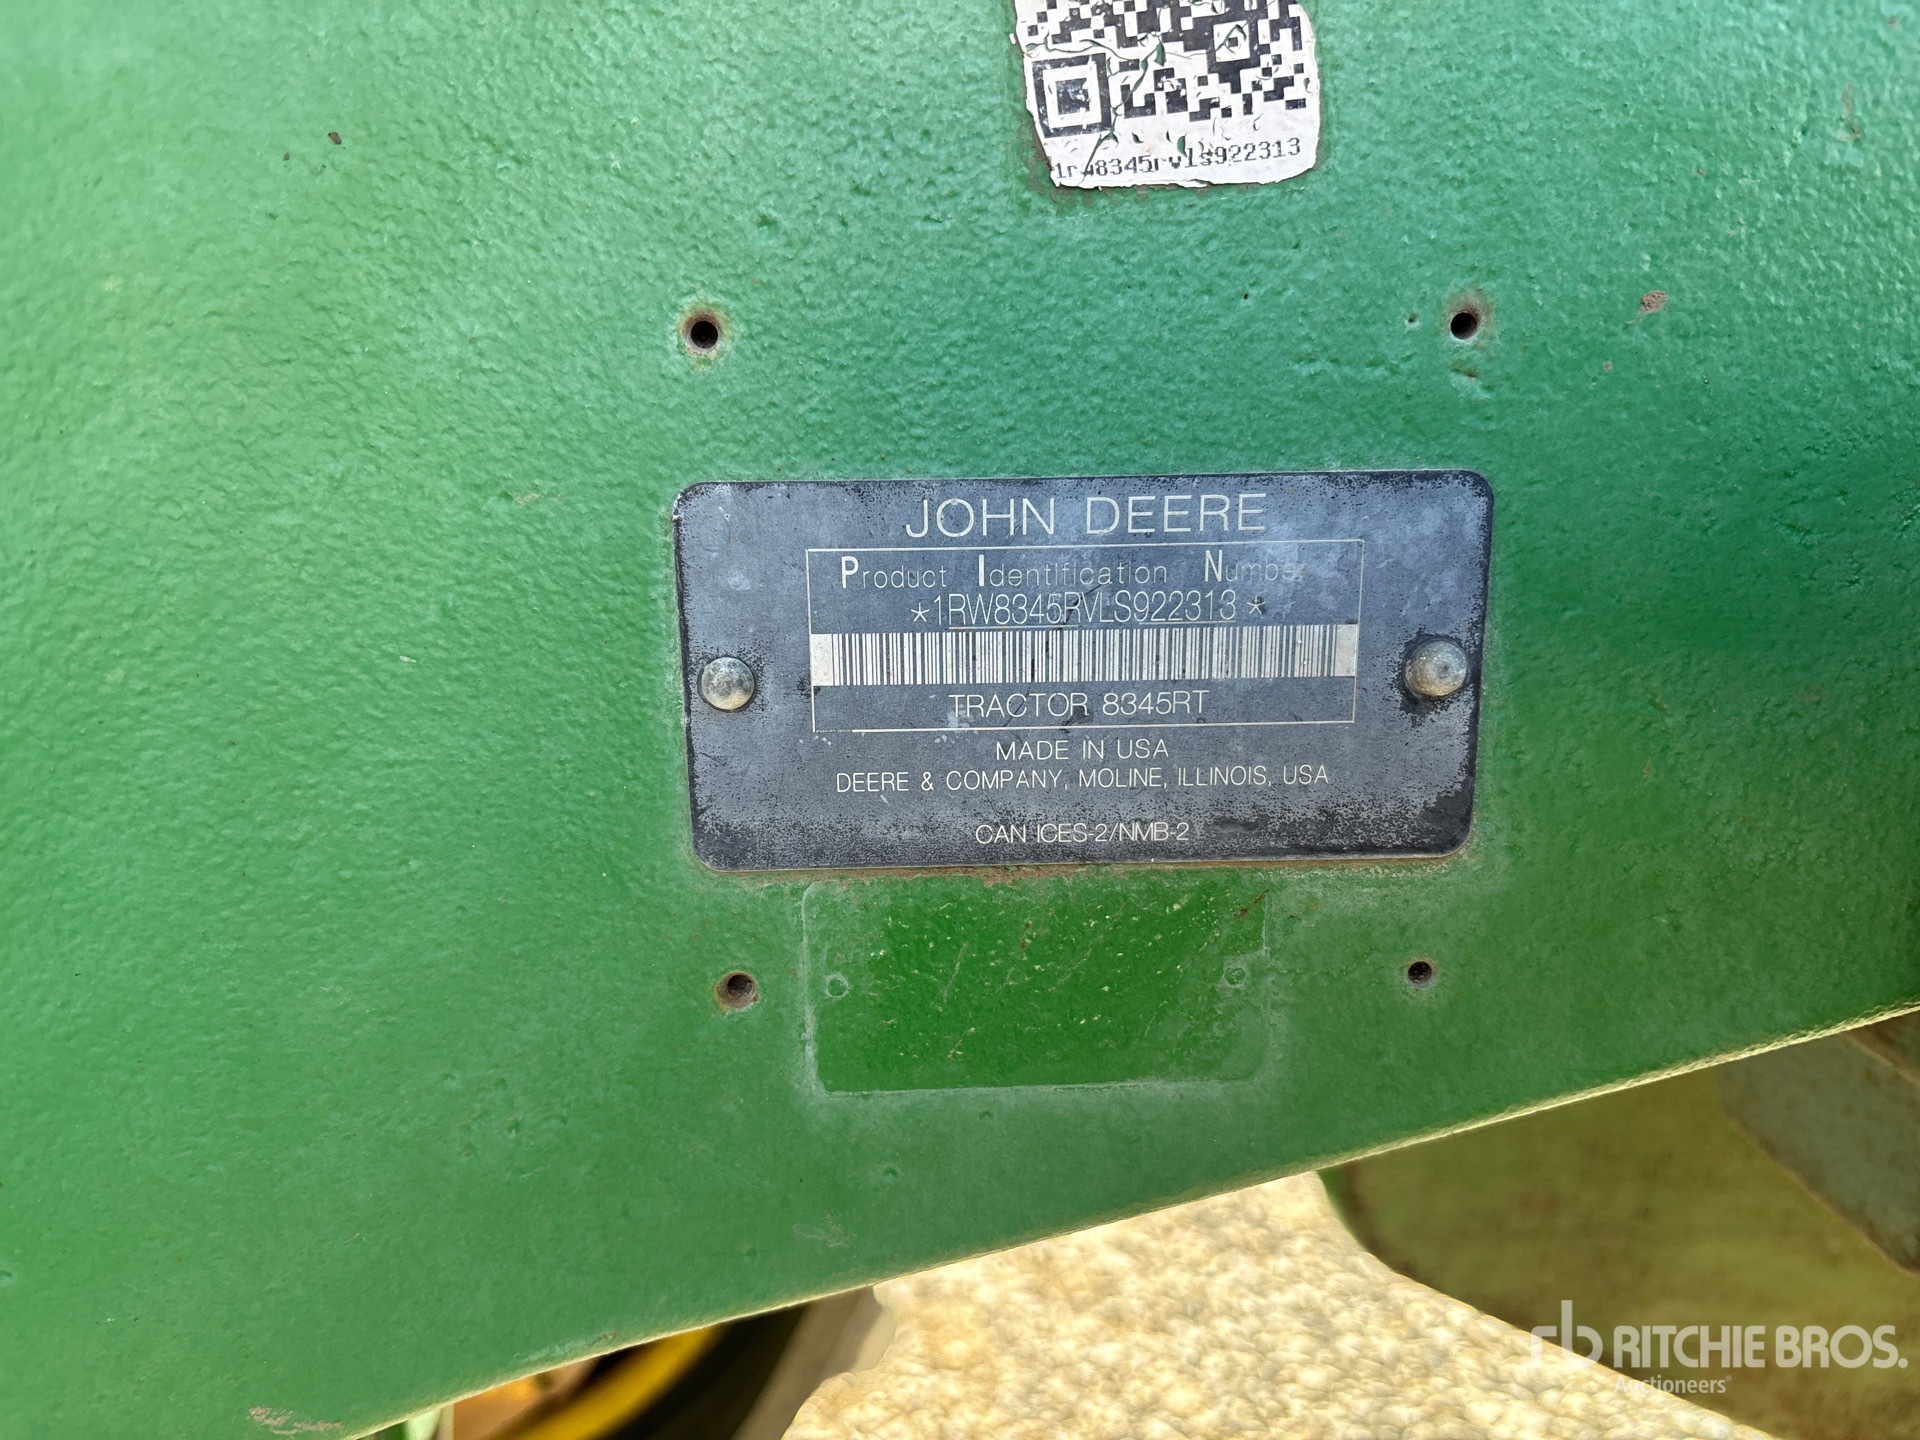 1rw8345rvls922313
JOHN DEERE
Product Identification Number
*1RW8345RVLS922313*
TRACTOR 8345RT
MADE IN USA
DEERE & COMPANY, MOLINE, ILLINOIS, USA
CAN ICES-2/NMB-2
rb RITCHIE BROS.
Auctioneers